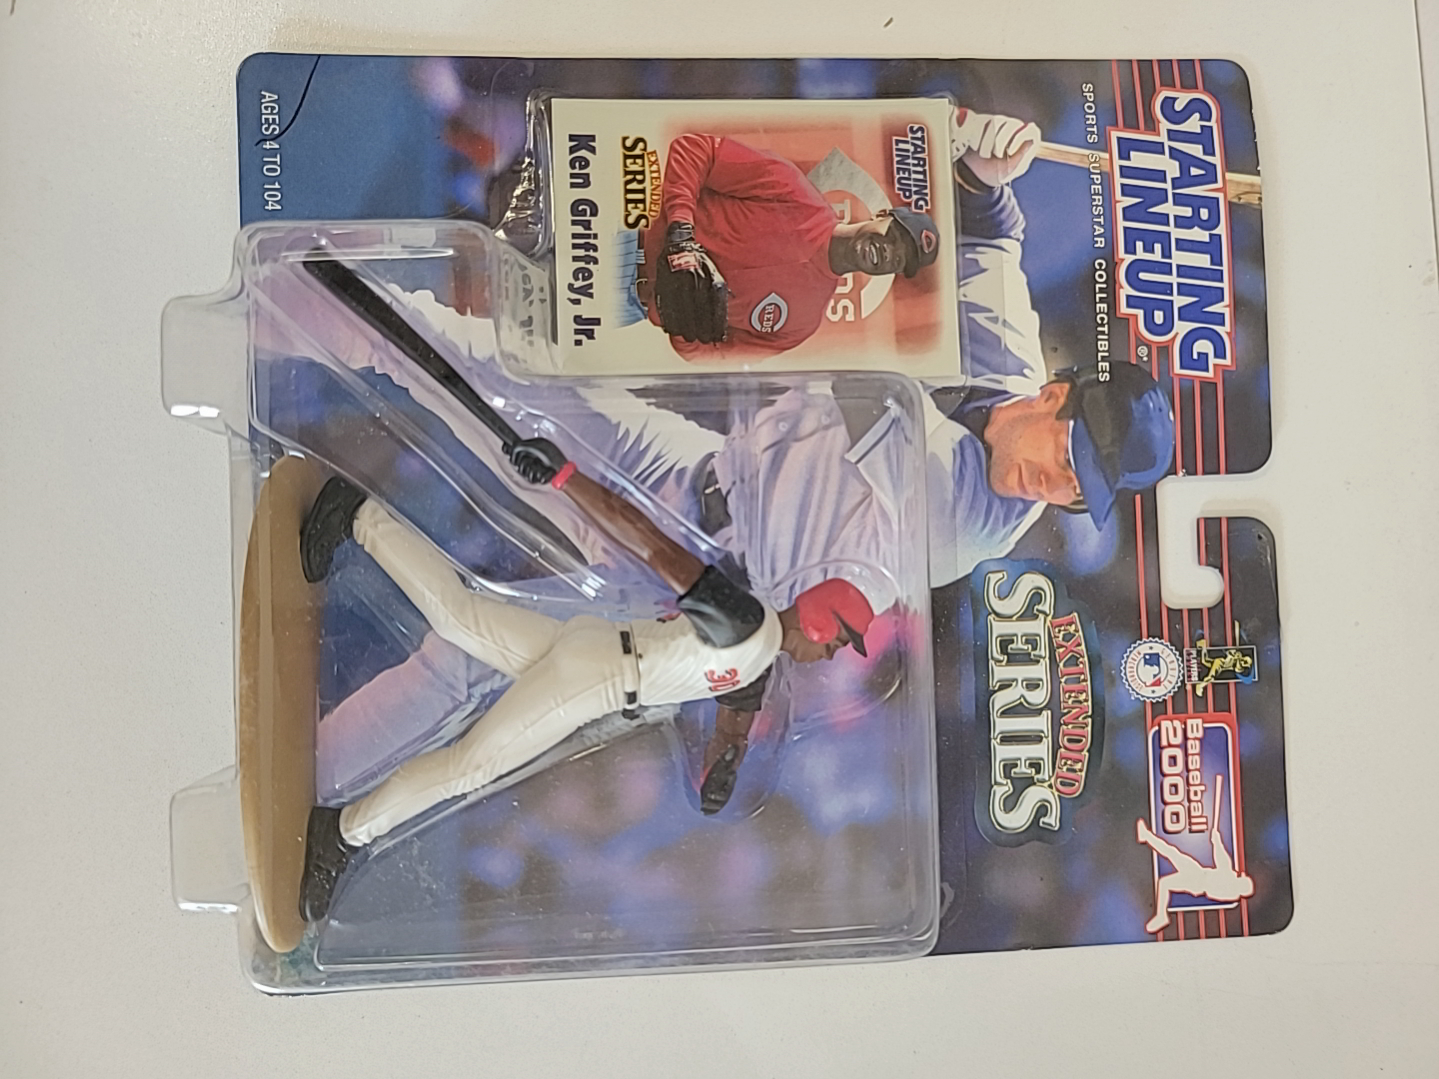 STARTING
LINEUP®
SPORTS SUPERSTAR COLLECTIBLES
Baseball
2000
EXTENDED
SERIES
STARTING
LINEUP
REDS
EXTENDED
SERIES
Ken Griffey, Jr.
30
AGES 4 TO 104